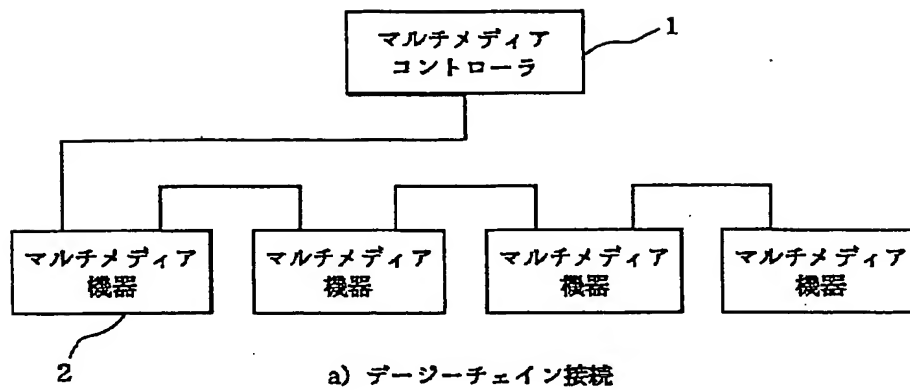 マルチメディア
コントローラ
1
マルチメディア
機器
マルチメディア
機器
マルチメディア
機器
マルチメディア
機器
2
a) デージーチェイン接続